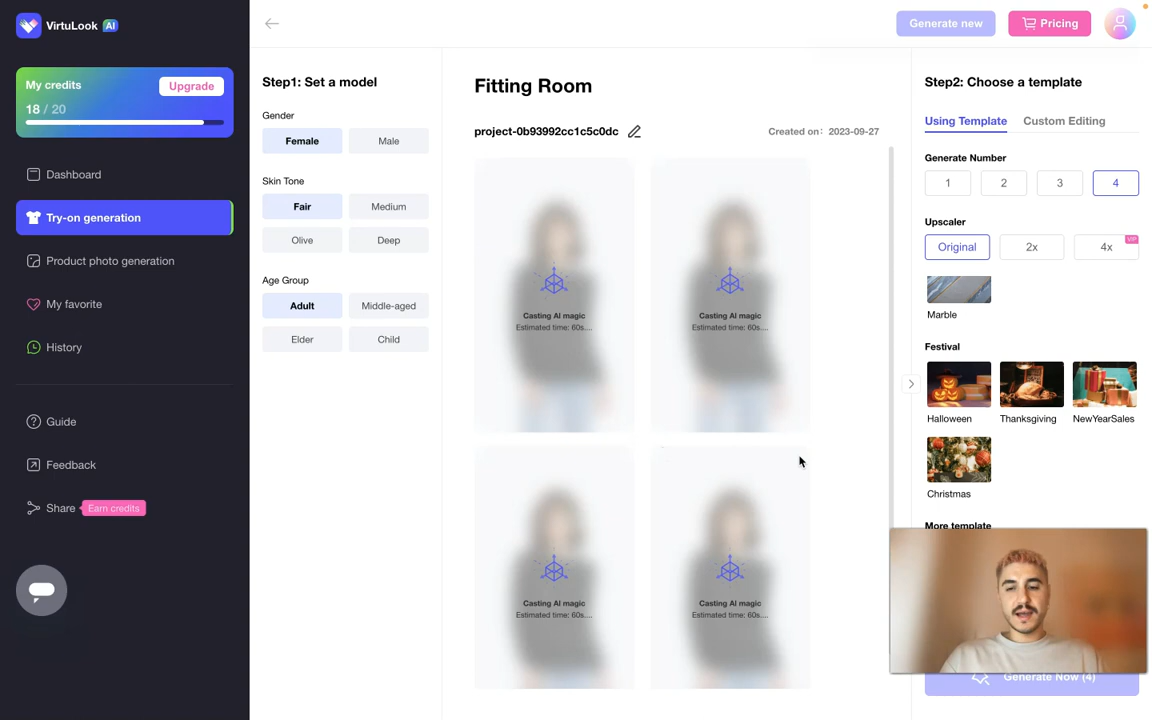 VirtuLook AI
My credits
Upgrade
18 / 20
Dashboard
Try-on generation
Product photo generation
My favorite
History
Guide
Feedback
Share
Earn credits
Generate new
Pricing
Step1: Set a model
Gender
Female
Male
Skin Tone
Fair
Medium
Olive
Deep
Age Group
Adult
Middle-aged
Elder
Child
Fitting Room
project-0b93992cc1c5c0dc
Created on: 2023-09-27
Casting AI magic
Estimated time: 60s....
Casting AI magic
Estimated time: 60s....
Casting AI magic
Estimated time: 60s....
Casting AI magic
Estimated time: 60s....
Step2: Choose a template
Using Template
Custom Editing
Generate Number
1
2
3
4
Upscaler
Original
2x
4x
VIP
Marble
Festival
Halloween
Thanksgiving
NewYearSales
Christmas
More template
Generate Now (4)